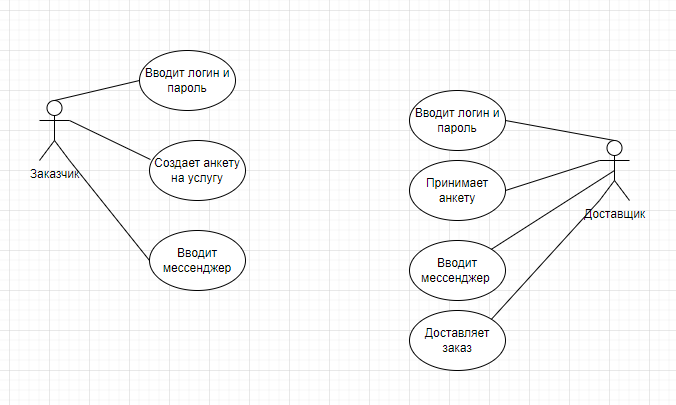 Вводит логин и
пароль
Заказчик
Создает анкету
на услугу
Вводит
мессенджер
Вводит логин и
пароль
Принимает
анкету
Доставщик
Вводит
мессенджер
Доставляет
заказ